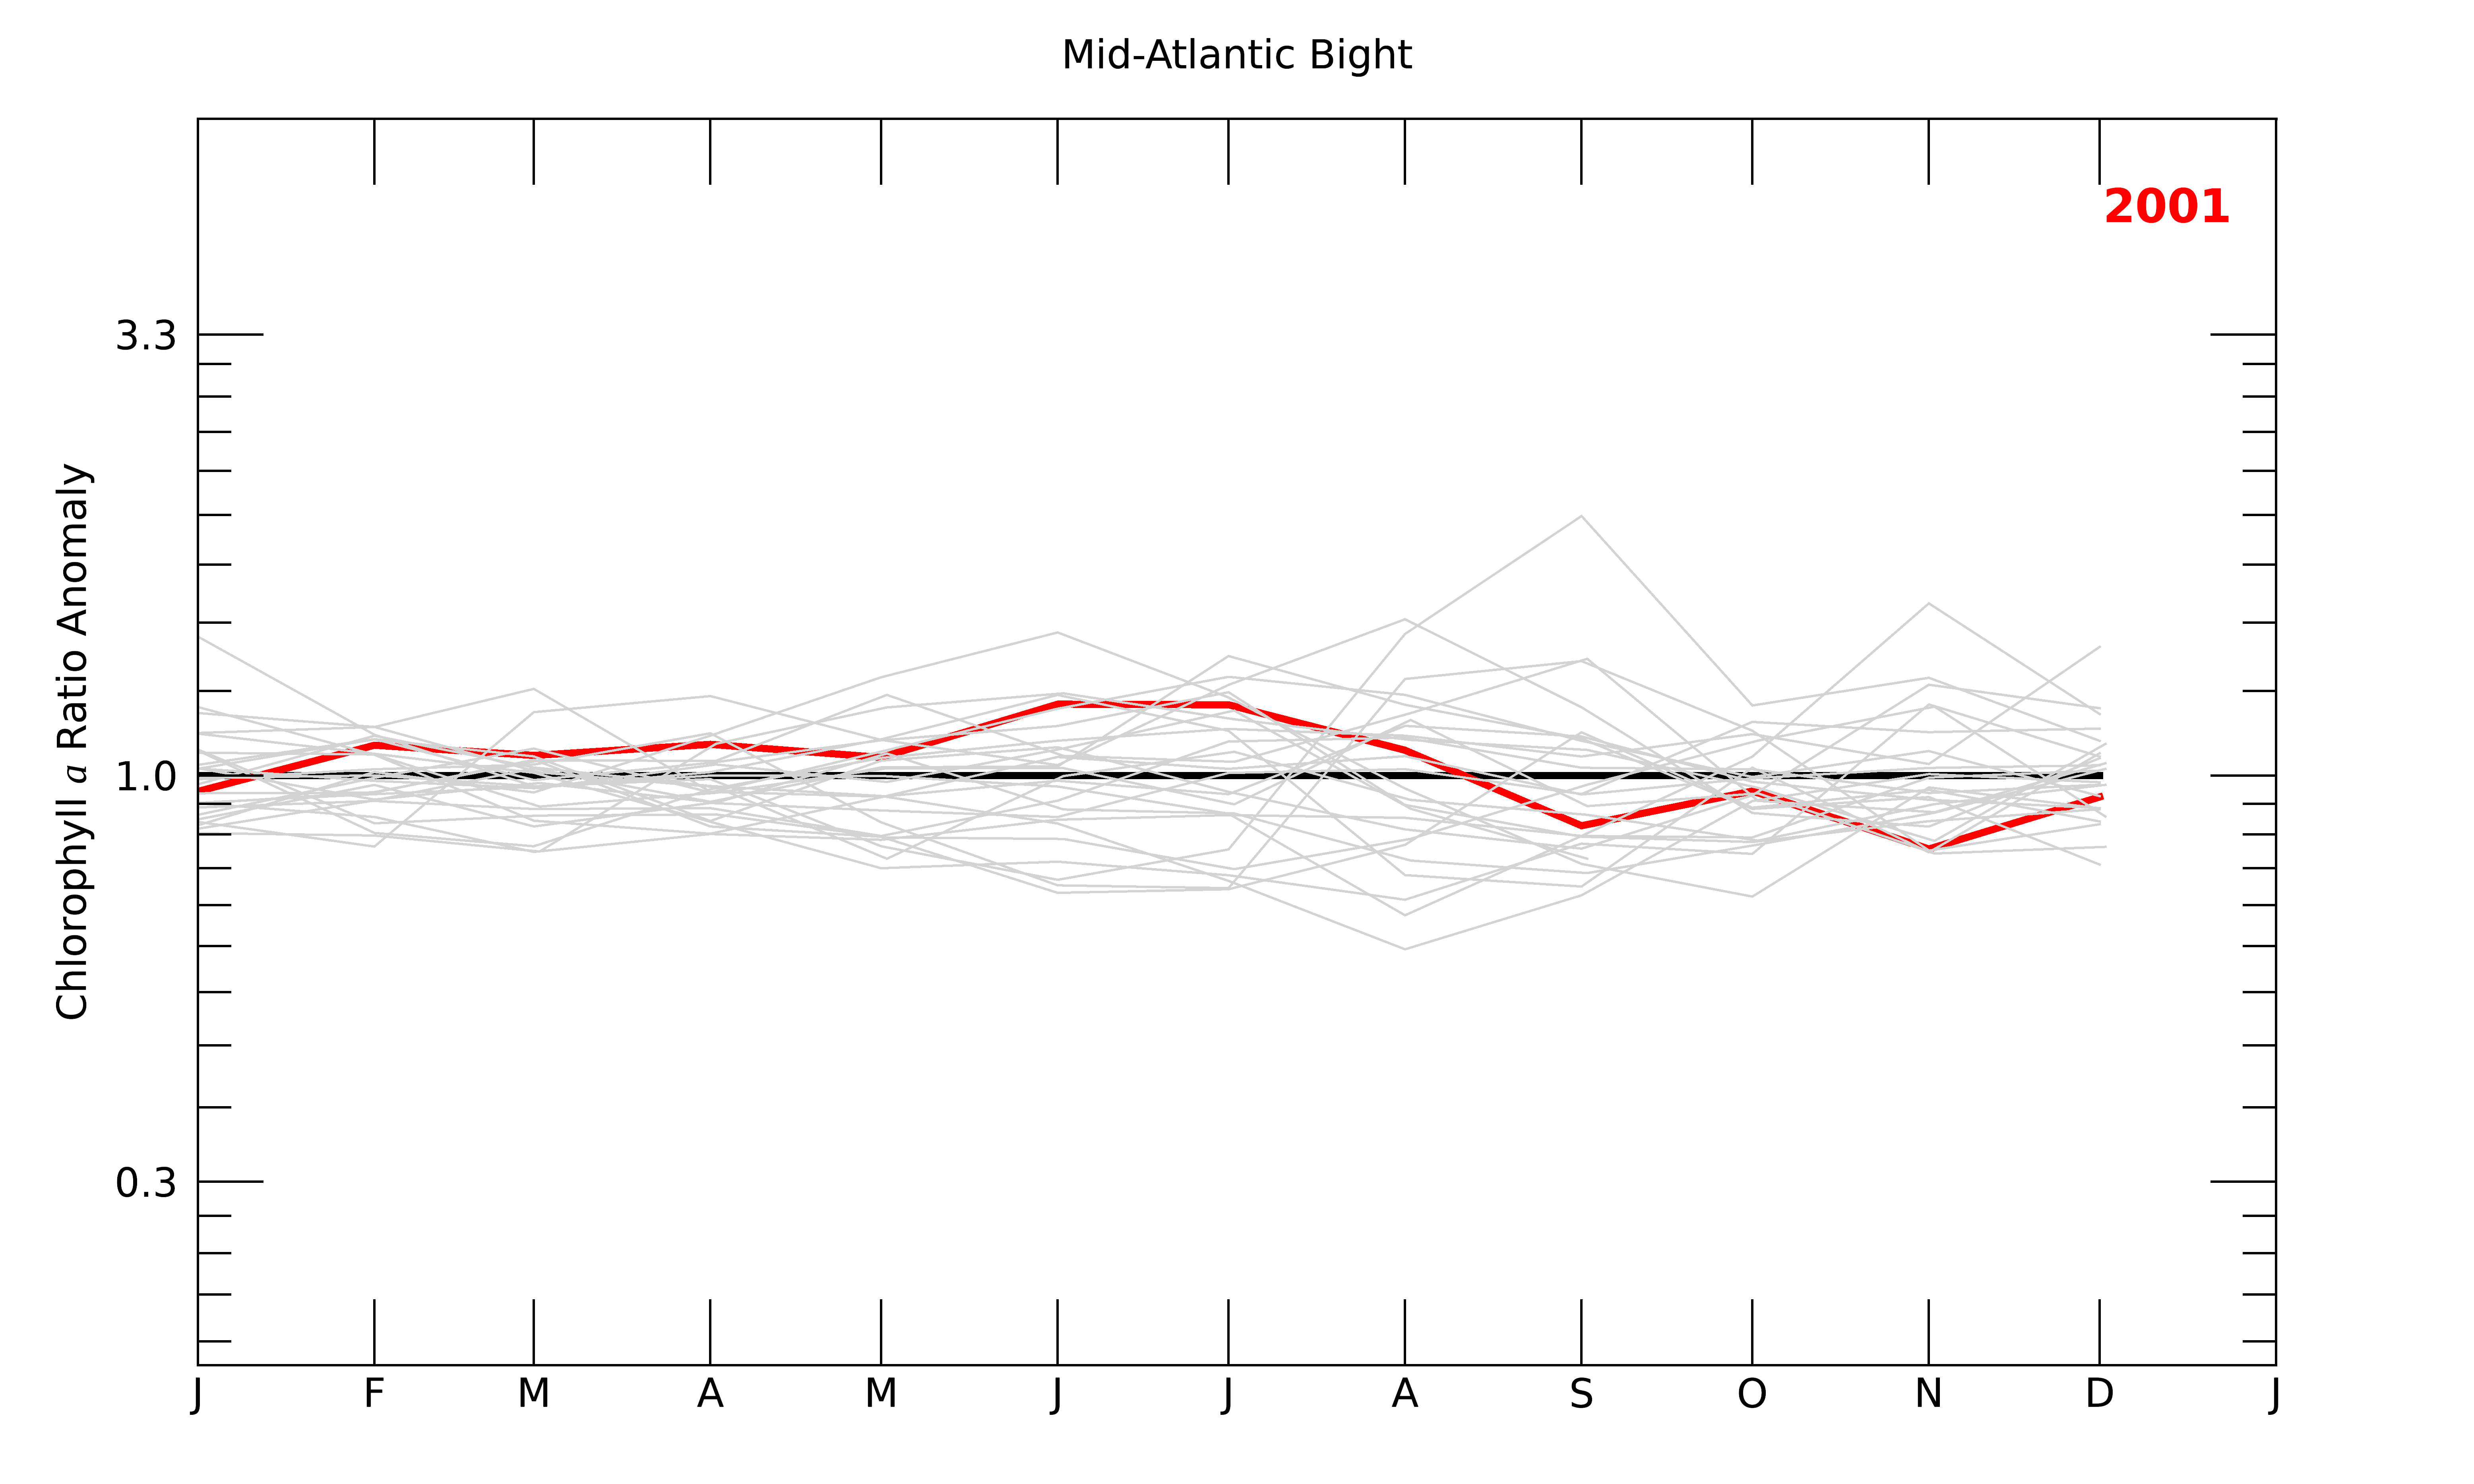 Mid-Atlantic Bight
2001
Chlorophyll a Ratio Anomaly
3.3
1.0
0.3
J F M A M J J A S O N D J